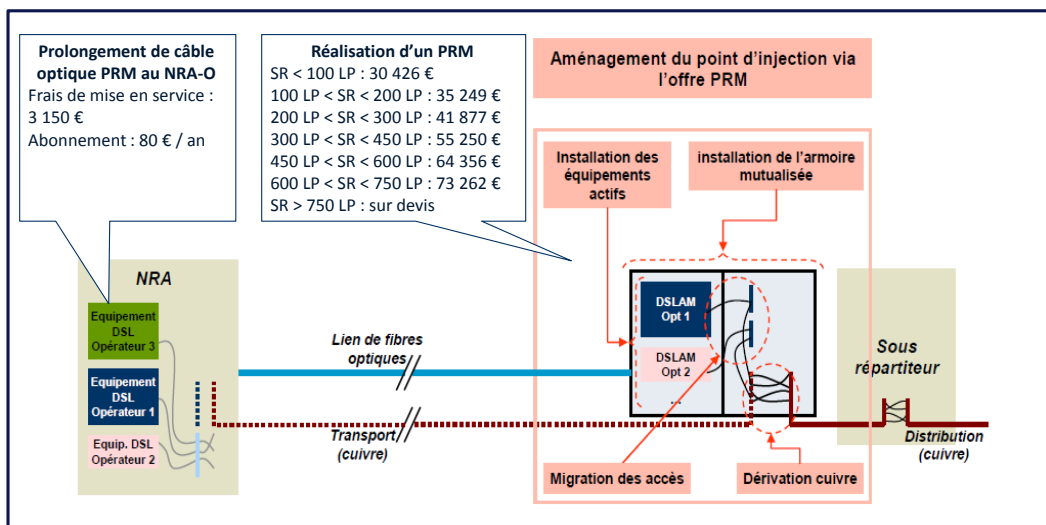 Prolongement de câble
optique PRM au NRA-O
Frais de mise en service :
3 150 €
Abonnement : 80 € / an
Réalisation d'un PRM
SR < 100 LP : 30 426 €
100 LP < SR < 200 LP : 35 249 €
200 LP < SR < 300 LP : 41 877 €
300 LP < SR < 450 LP : 55 250 €
450 LP < SR < 600 LP : 64 356 €
600 LP < SR < 750 LP : 73 262 €
SR > 750 LP : sur devis
Aménagement du point d'injection via
l'offre PRM
Installation des
équipements
actifs
installation de l'armoire
mutualisée
NRA
Equipement
DSL
Opérateur 3
Equipement
DSL
Opérateur 1
Equip. DSL
Opérateur 2
Lien de fibres
optiques
Transport
(cuivre)
DSLAM
Opt 1
DSLAM
Opt 2
...
Sous
répartiteur
Distribution
(cuivre)
Migration des accès
Dérivation cuivre